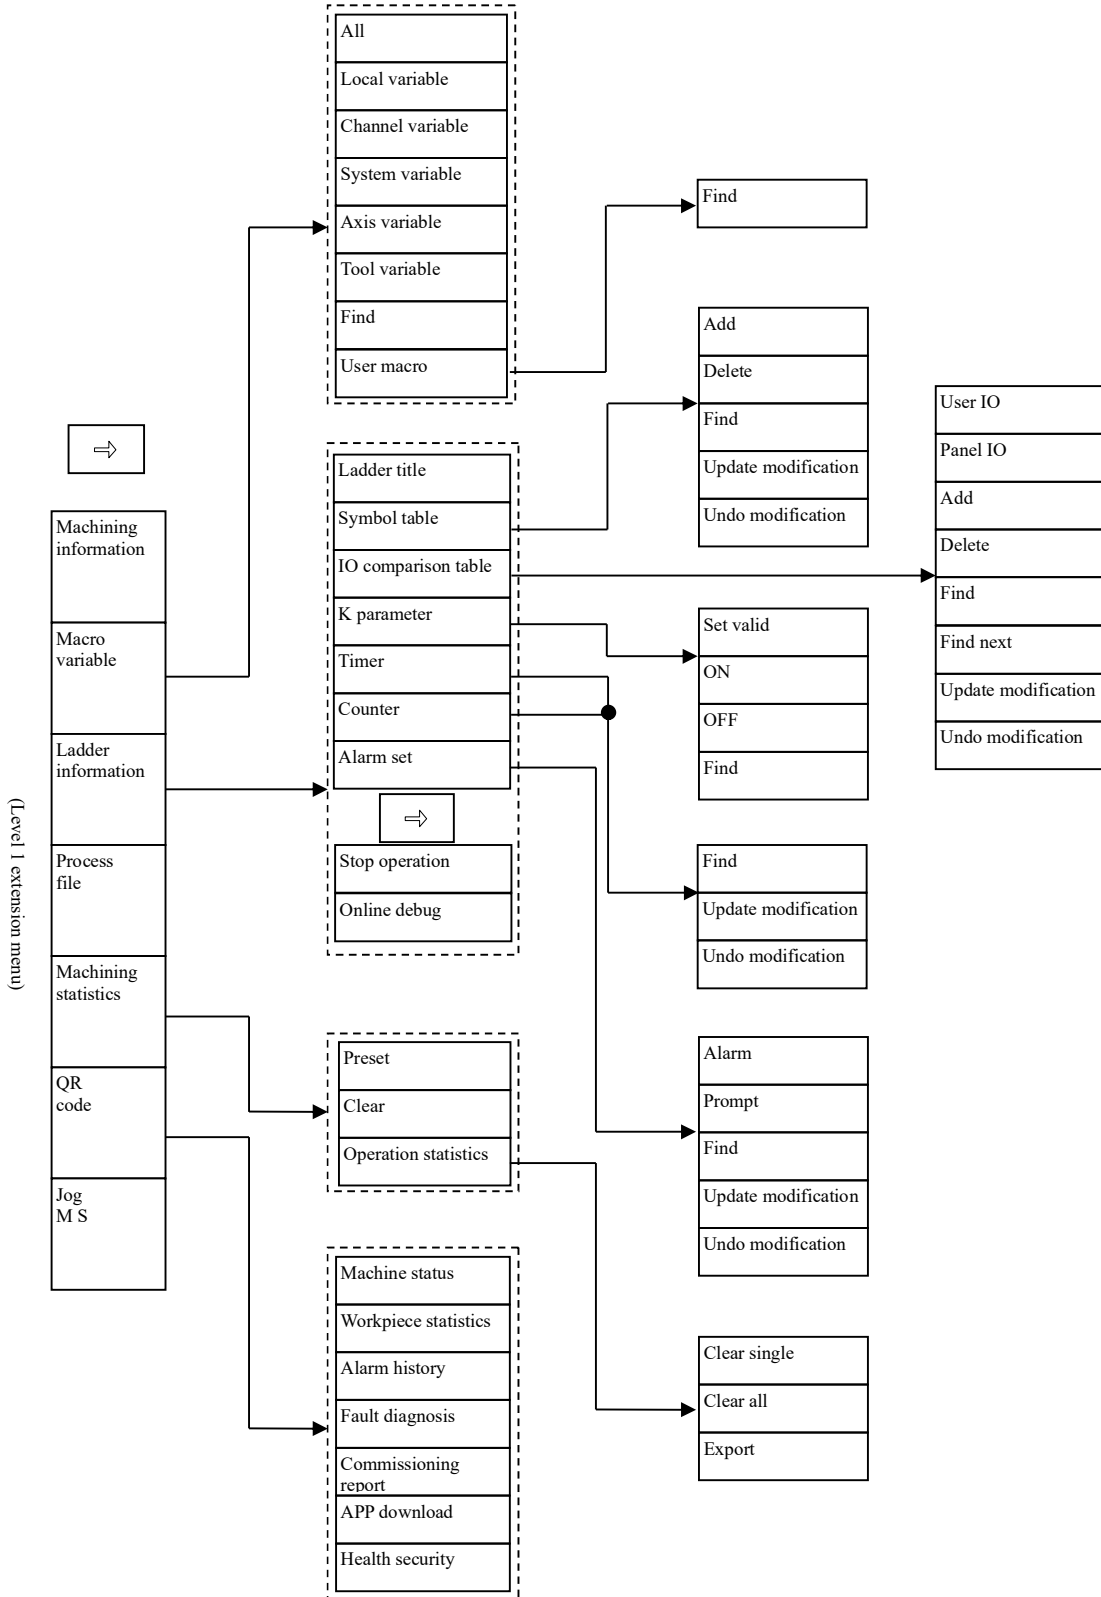 (Level 1 extension menu)
Machining
information
Macro
variable
Ladder
information
Process
file
Machining
statistics
QR
code
Jog
M S
All
Local variable
Channel variable
System variable
Axis variable
Tool variable
Find
User macro
Ladder title
Symbol table
IO comparison table
K parameter
Timer
Counter
Alarm set
Stop operation
Online debug
Preset
Clear
Operation statistics
Machine status
Workpiece statistics
Alarm history
Fault diagnosis
Commissioning
report
APP download
Health security
Find
Add
Delete
Find
Update modification
Undo modification
Set valid
ON
OFF
Find
Find
Update modification
Undo modification
Alarm
Prompt
Find
Update modification
Undo modification
Clear single
Clear all
Export
User IO
Panel IO
Add
Delete
Find
Find next
Update modification
Undo modification